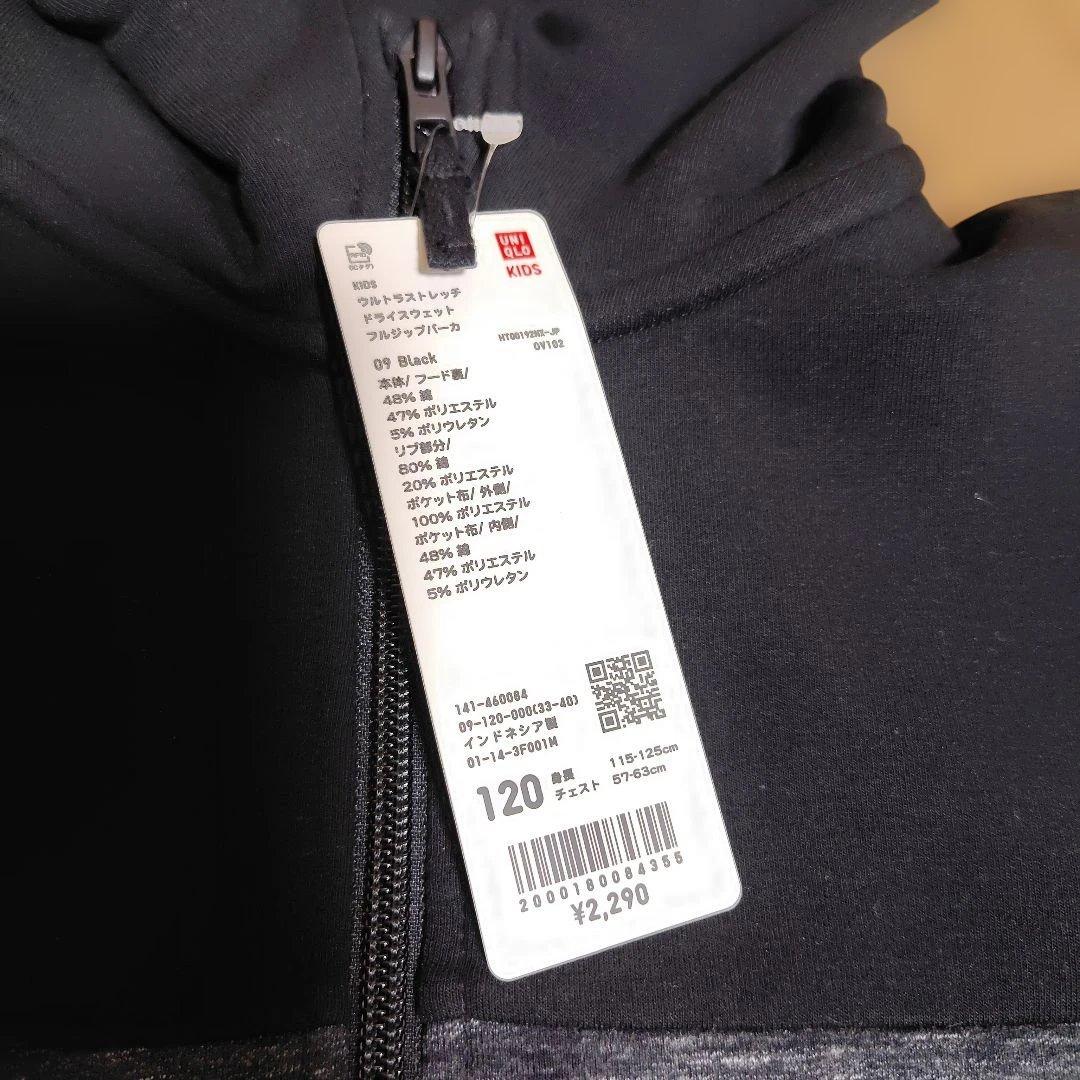 RFID
(ICタグ)
UNI
QLO
KIDS
KIDS
ウルトラストレッチ
ドライスウェット
フルジップパーカ
HT00192NX-JP
OV102
09 Black
本体/ フード裏/
48% 綿
47% ポリエステル
5% ポリウレタン
リブ部分/
80% 綿
20% ポリエステル
ポケット布/ 外側/
100% ポリエステル
ポケット布/ 内側/
48% 綿
47% ポリエステル
5% ポリウレタン
141-460084
09-120-000(33-40)
インドネシア製
01-14-3F001M
120 身長 115-125cm
チェスト 57-63cm
2000180084355
¥2,290